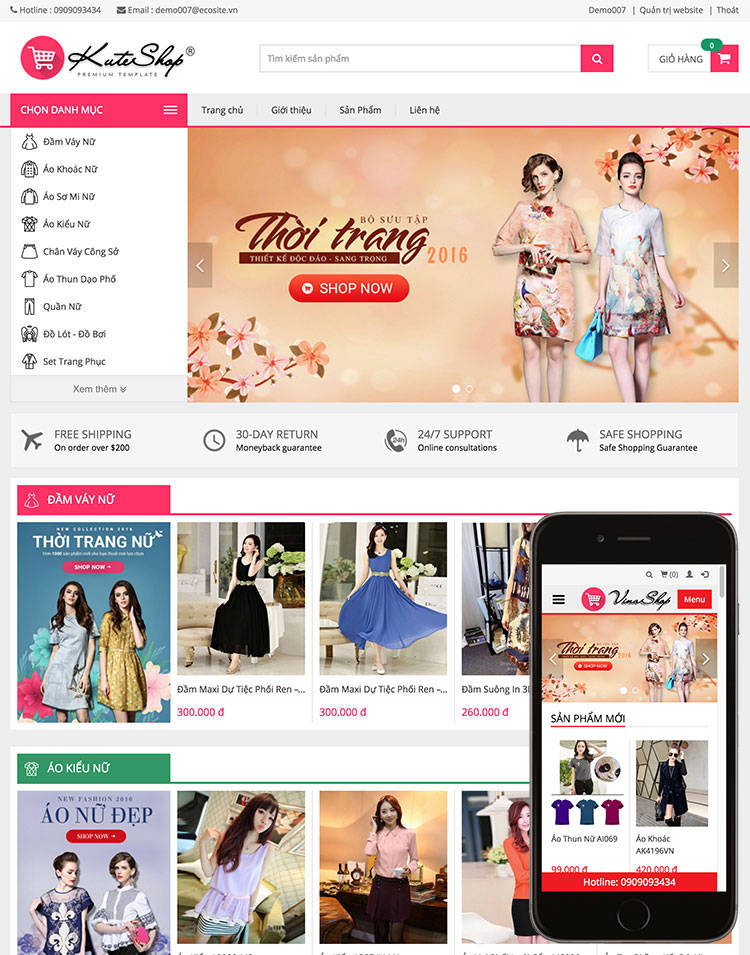 Hotline : 0909093434 Email : demo007@ecosite.vn Demo007 | Quản trị website | Thoát
KuteShop®
PREMIUM TEMPLATE
Tìm kiếm sản phẩm
GIỎ HÀNG
0
CHỌN DANH MỤC
Trang chủ Giới thiệu Sản Phẩm Liên hệ
Đầm Váy Nữ
Áo Khoác Nữ
Áo Sơ Mi Nữ
Áo Kiểu Nữ
Chân Váy Công Sở
Áo Thun Dạo Phố
Quần Nữ
Đồ Lót - Đồ Bơi
Set Trang Phục
Xem thêm
BỘ SƯU TẬP
Thời trang
2016
THIẾT KẾ ĐỘC ĐÁO - SANG TRỌNG
SHOP NOW
FREE SHIPPING
On order over $200
30-DAY RETURN
Moneyback guarantee
24h
24/7 SUPPORT
Online consultations
SAFE SHOPPING
Safe Shopping Guarantee
ĐẦM VÁY NỮ
NEW COLLECTION 2016
THỜI TRANG NỮ
SHOP NOW
Đầm Maxi Dự Tiệc Phối Ren –...
300.000 đ
Đầm Maxi Dự Tiệc Phối Ren –...
300.000 đ
Đầm Suông In 3
260.000 đ
ÁO KIỂU NỮ
NEW FASHION 2016
ÁO NỮ ĐẸP
SHOP NOW
(0)
VinaShop
Menu
BỘ SƯU TẬP
Thời trang
2016
SHOP NOW
SẢN PHẨM MỚI
Áo Thun Nữ AI069
99.000 đ
Áo Khoác
AK4196VN
420.000 đ
Hotline: 0909093434